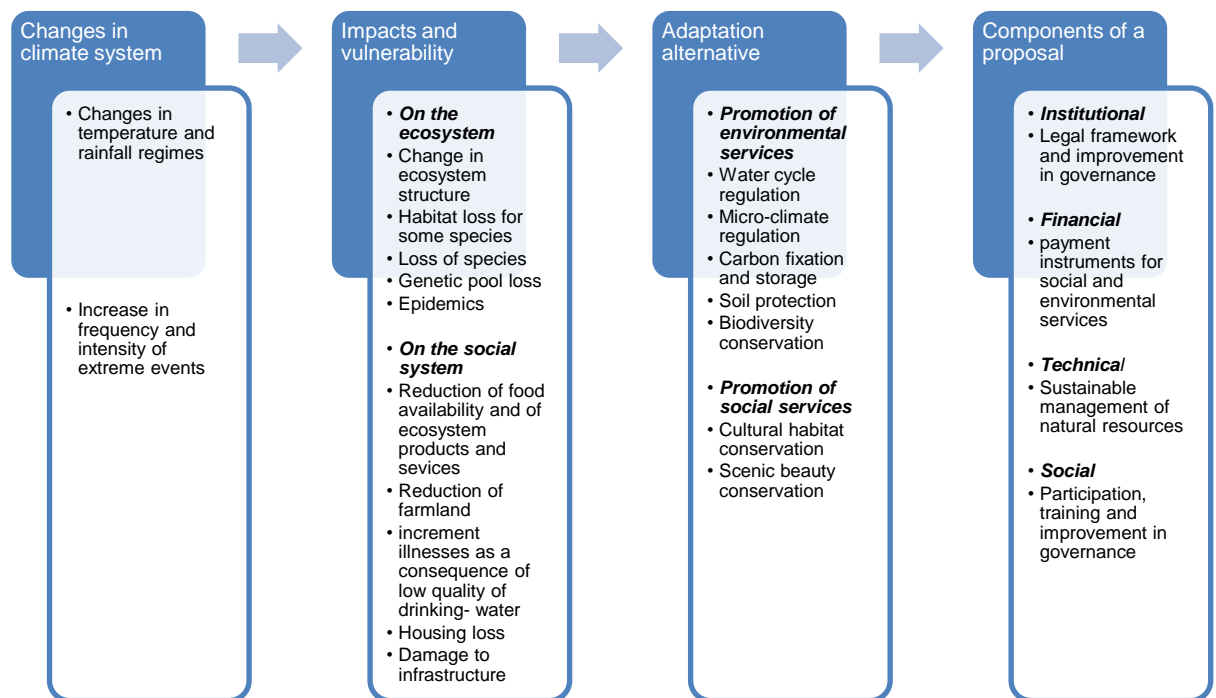 Changes in
climate system
• Changes in
temperature and
rainfall regimes
• Increase in
frequency and
intensity of
extreme events
Impacts and
vulnerability
• On the
ecosystem
• Change in
ecosystem
structure
• Habitat loss for
some species
• Loss of species
• Genetic pool loss
• Epidemics
• On the social
system
• Reduction of food
availability and of
ecosystem
products and
sevices
• Reduction of
farmland
• increment
illnesses as a
consequence of
low quality of
drinking- water
• Housing loss
• Damage to
infrastructure
Adaptation
alternative
• Promotion of
environmental
services
• Water cycle
regulation
• Micro-climate
regulation
• Carbon fixation
and storage
• Soil protection
• Biodiversity
conservation
• Promotion of
social services
• Cultural habitat
conservation
• Scenic beauty
conservation
Components of a
proposal
• Institutional
• Legal framework
and improvement
in governance
• Financial
• payment
instruments for
social and
environmental
services
• Technical
• Sustainable
management of
natural resources
• Social
• Participation,
training and
improvement in
governance